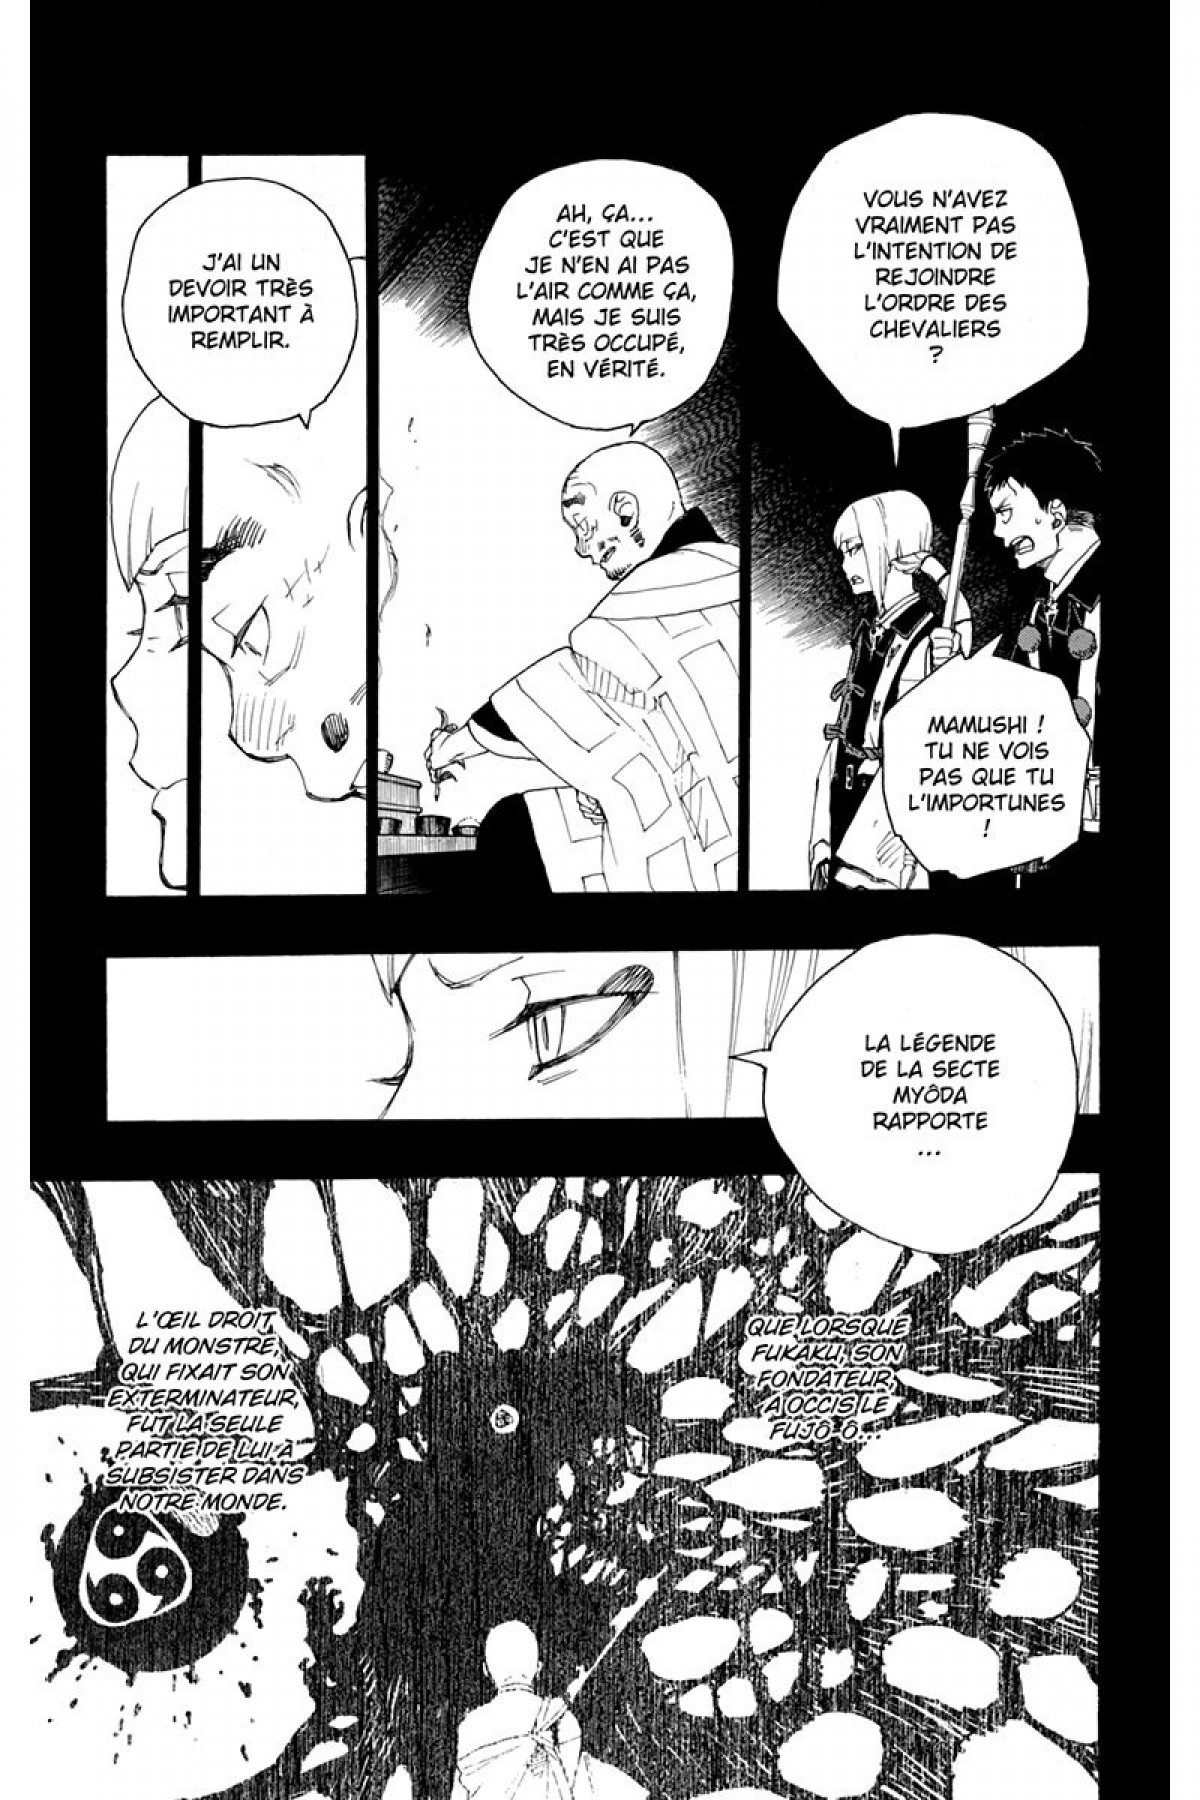 VOUS N'AVEZ
VRAIMENT PAS
L'INTENTION DE
REJOINDRE
L'ORDRE DES
CHEVALIERS
?
MAMUSHI !
TU NE VOIS
PAS QUE TU
L'IMPORTUNES
!
AH, ÇA...
C'EST QUE
JE N'EN AI PAS
L'AIR COMME ÇA,
MAIS JE SUIS
TRÈS OCCUPÉ,
EN VÉRITÉ.
J'AI UN
DEVOIR TRÈS
IMPORTANT À
REMPLIR.
LA LÉGENDE
DE LA SECTE
MYÔDA
RAPPORTE
...
QUE LORSQUE
FUKAKU, SON
FONDATEUR,
A OCCIS LE
FUJÔ-Ô...
L'ŒIL DROIT
DU MONSTRE,
QUI FIXAIT SON
EXTERMINATEUR,
FUT LA SEULE
PARTIE DE LUI À
SUBSISTER DANS
NOTRE MONDE.